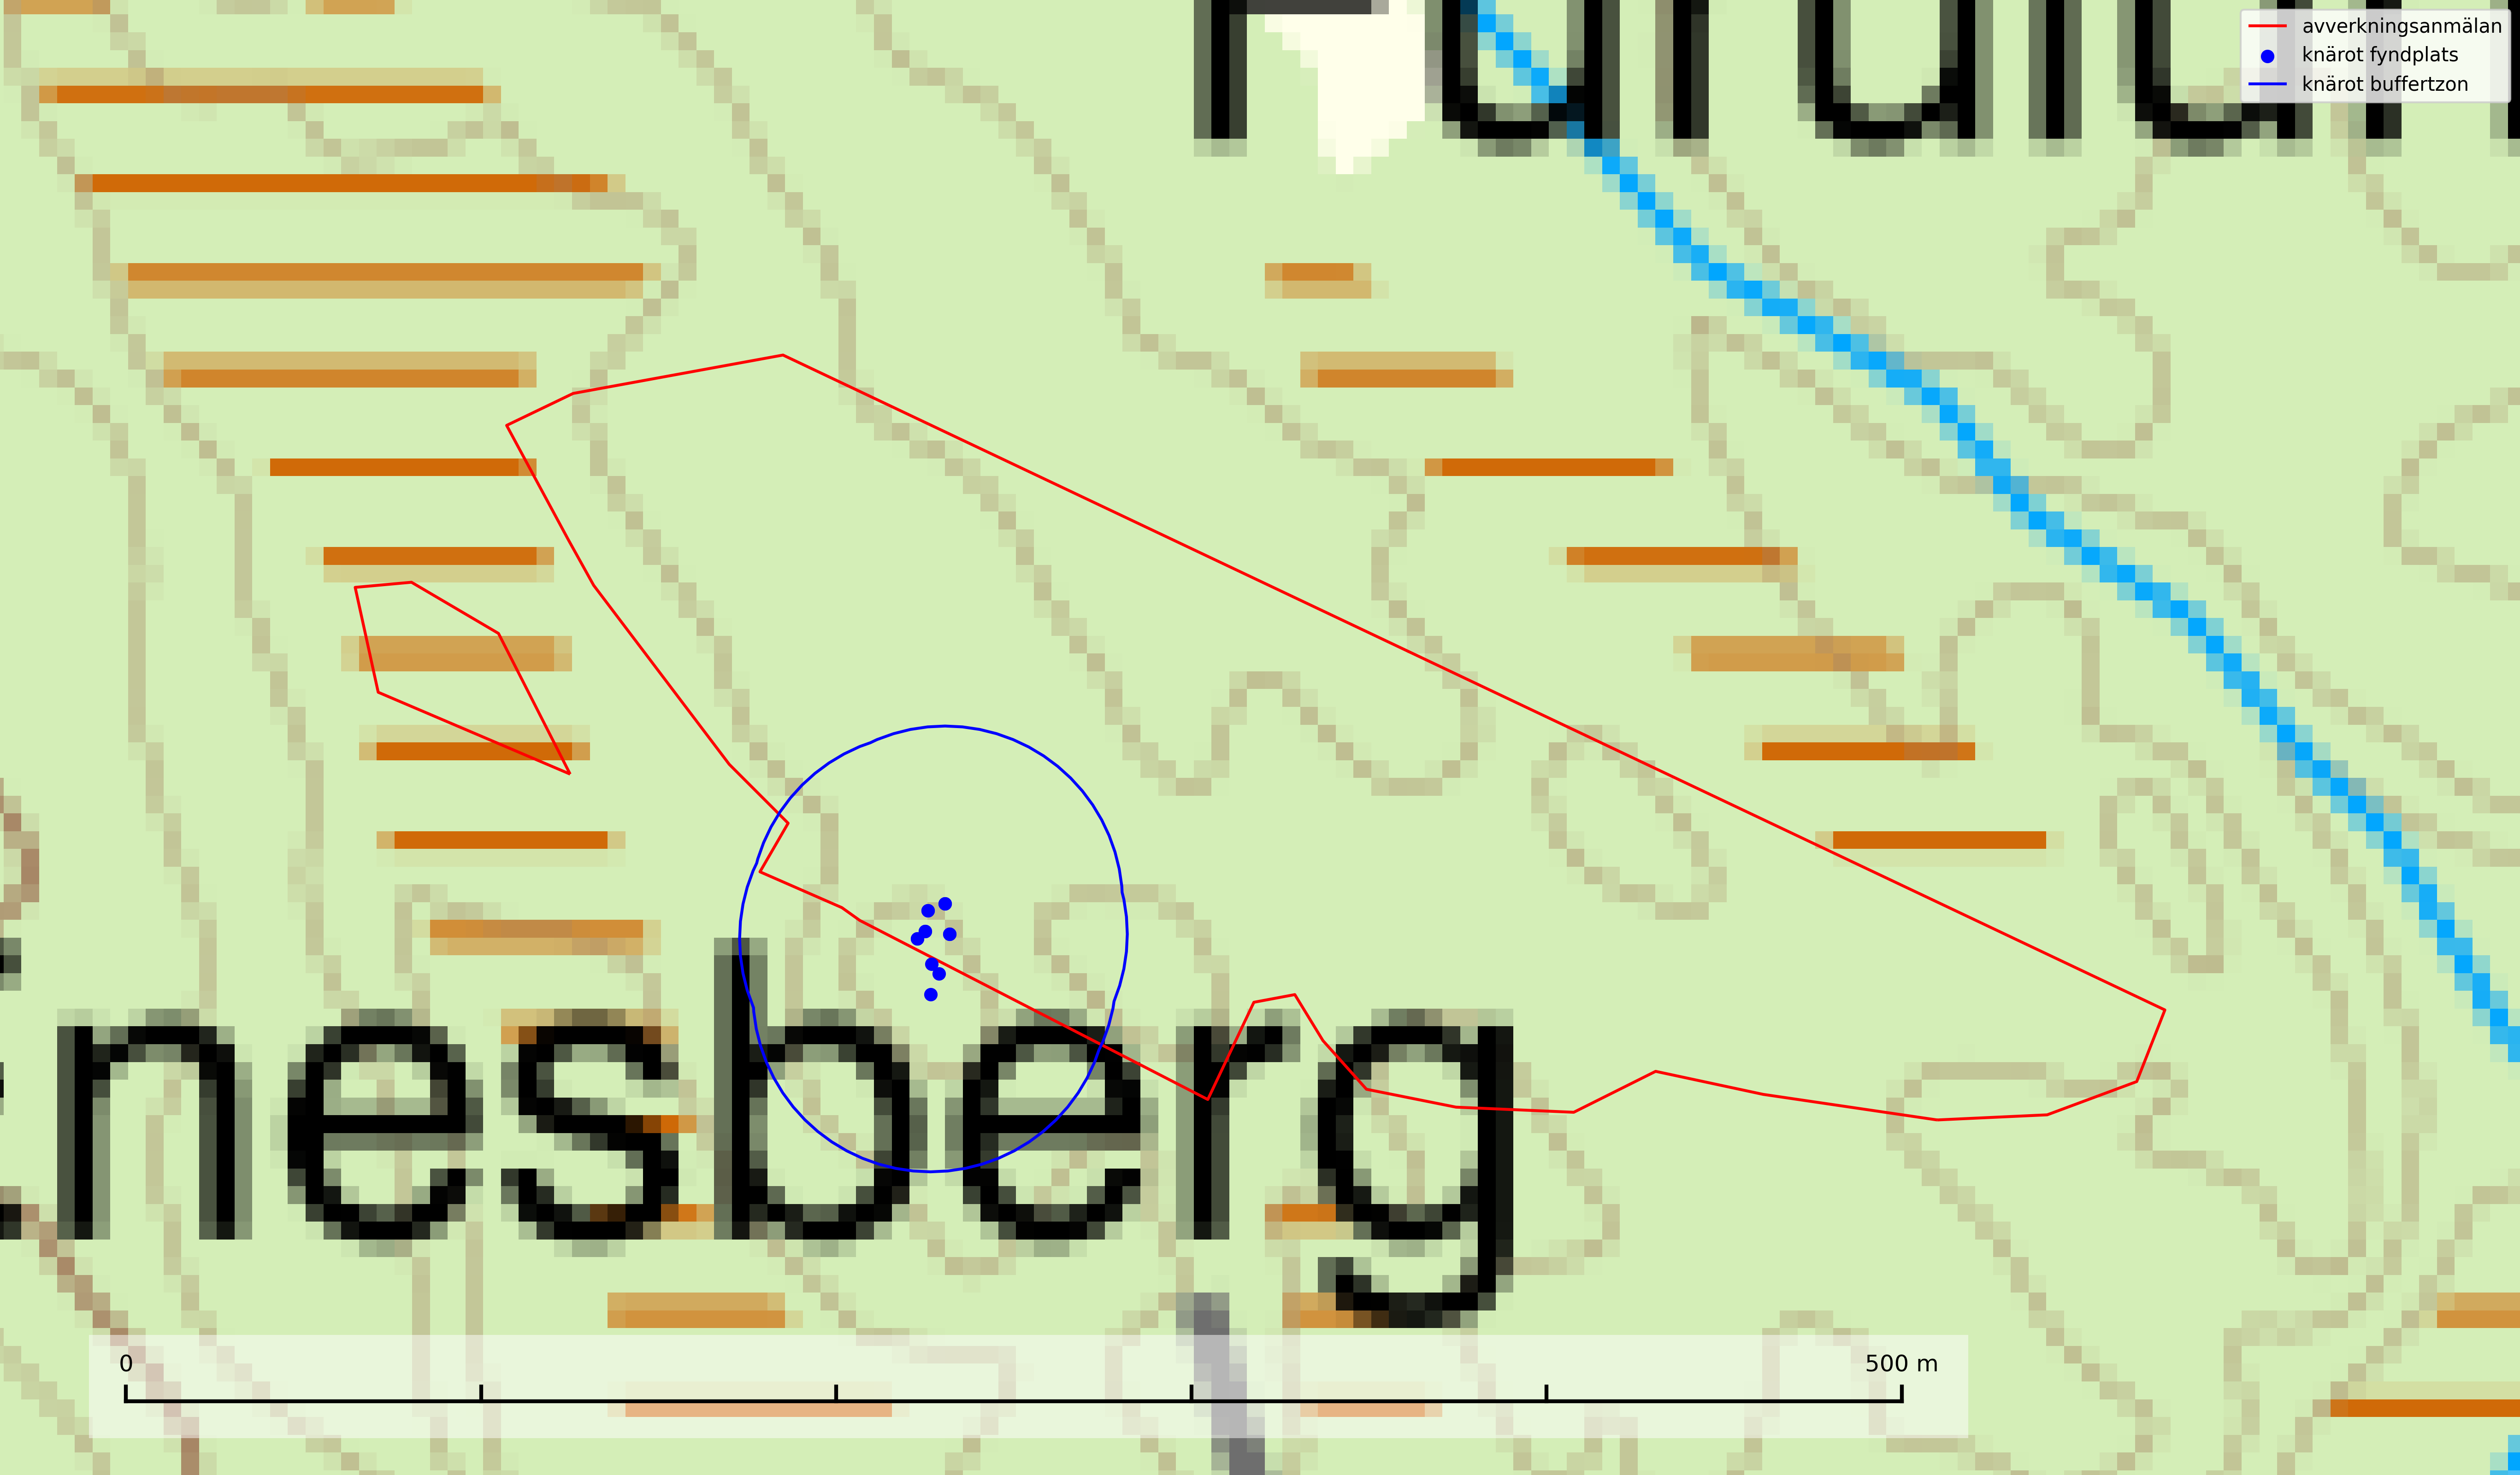 avverkningsanmälan
knärot fyndplats
knärot buffertzon
nesberg
0 500 m